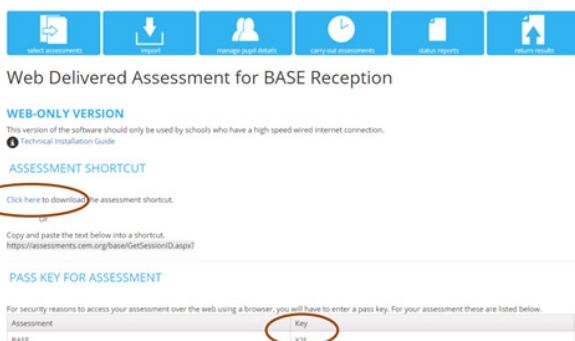 select assessments
import
manage pupil details
carry out assessments
status reports
return results
Web Delivered Assessment for BASE Reception
WEB-ONLY VERSION
This version of the software should only be used by schools who have a high speed wired internet connection.
Technical Installation Guide
ASSESSMENT SHORTCUT
Click here to download the assessment shortcut.
Or
Copy and paste the text below into a shortcut.
https://assessments.cem.org/base/GetSessionID.aspx?
PASS KEY FOR ASSESSMENT
For security reasons to access your assessment over the web using a browser, you will have to enter a pass key. For your assessment these are listed below.
Assessment Key
BASE